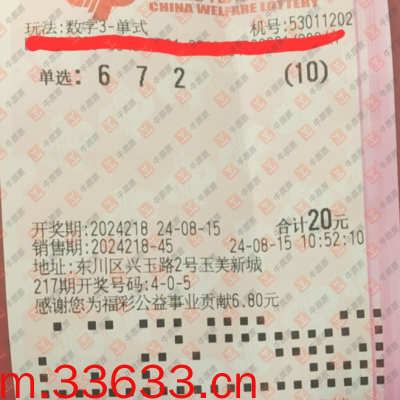 CHINA WELFARE LOTTERY
玩法:数字3-单式 机号:53011202
单选: 6 7 2 (10)
开奖期:2024218 24-08-15 合计20元
销售期:2024218-45 24-08-15 10:52:10
地址:东川区兴玉路2号玉美新城
217期开奖号码:4-0-5
感谢您为福彩公益事业贡献6.80元
m.33633.cn